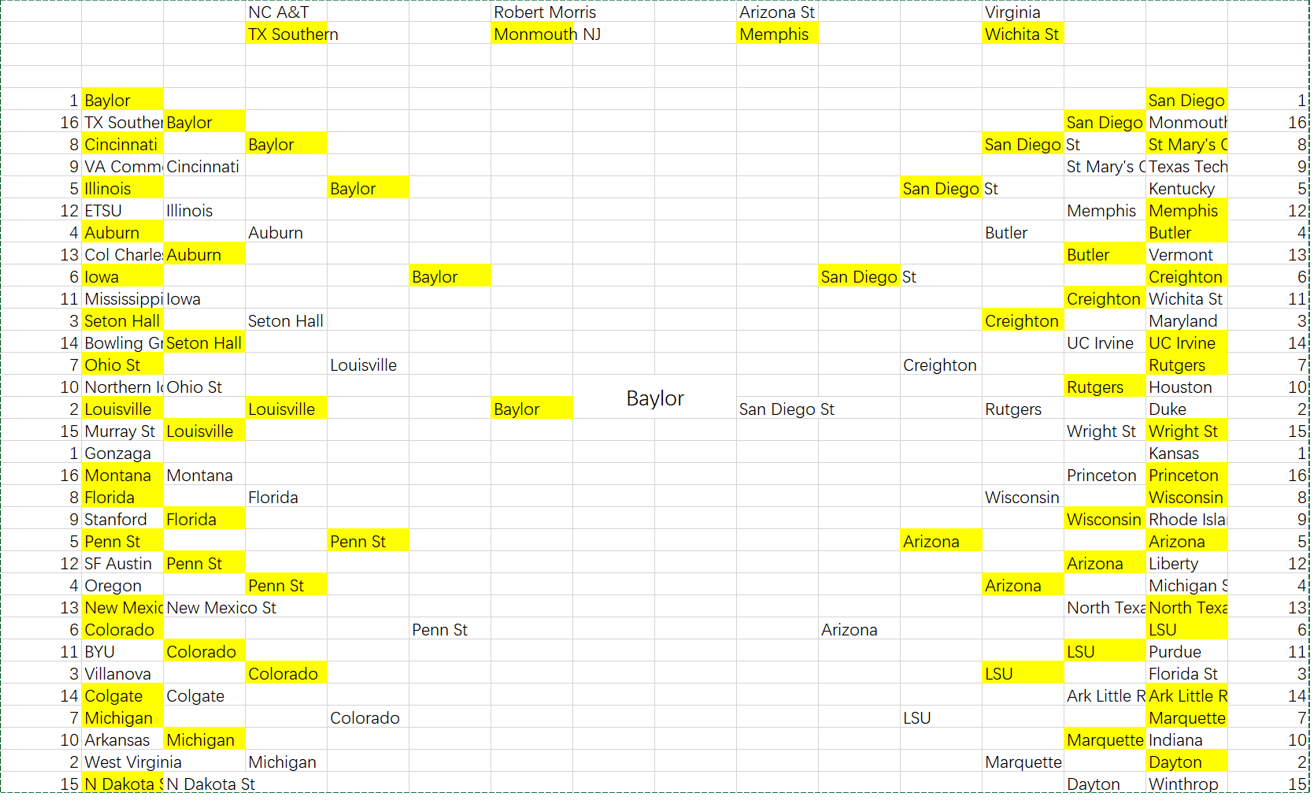 NC A&T Robert Morris Arizona St Virginia
TX Southern Monmouth NJ Memphis Wichita St
1 Baylor San Diego 1
16 TX Souther Baylor San Diego Monmouth 16
8 Cincinnati Baylor San Diego St St Mary's C 8
9 VA Comm Cincinnati St Mary's C Texas Tech 9
5 Illinois Baylor San Diego St Kentucky 5
12 ETSU Illinois Memphis Memphis 12
4 Auburn Auburn Butler Butler 4
13 Col Charle Auburn Butler Vermont 13
6 Iowa Baylor San Diego St Creighton 6
11 Mississippi Iowa Creighton Wichita St 11
3 Seton Hall Seton Hall Creighton Maryland 3
14 Bowling Gr Seton Hall UC Irvine UC Irvine 14
7 Ohio St Louisville Creighton Rutgers 7
10 Northern Io Ohio St Rutgers Houston 10
Baylor
2 Louisville Louisville Baylor San Diego St Rutgers Duke 2
15 Murray St Louisville Wright St Wright St 15
1 Gonzaga Kansas 1
16 Montana Montana Princeton Princeton 16
8 Florida Florida Wisconsin Wisconsin 8
9 Stanford Florida Wisconsin Rhode Isla 9
5 Penn St Penn St Arizona Arizona 5
12 SF Austin Penn St Arizona Liberty 12
4 Oregon Penn St Arizona Michigan S 4
13 New Mexic New Mexico St North Texa North Texa 13
6 Colorado Penn St Arizona LSU 6
11 BYU Colorado LSU Purdue 11
3 Villanova Colorado LSU Florida St 3
14 Colgate Colgate Ark Little R Ark Little R 14
7 Michigan Colorado LSU Marquette 7
10 Arkansas Michigan Marquette Indiana 10
2 West Virginia Michigan Marquette Dayton 2
15 N Dakota S N Dakota St Dayton Winthrop 15